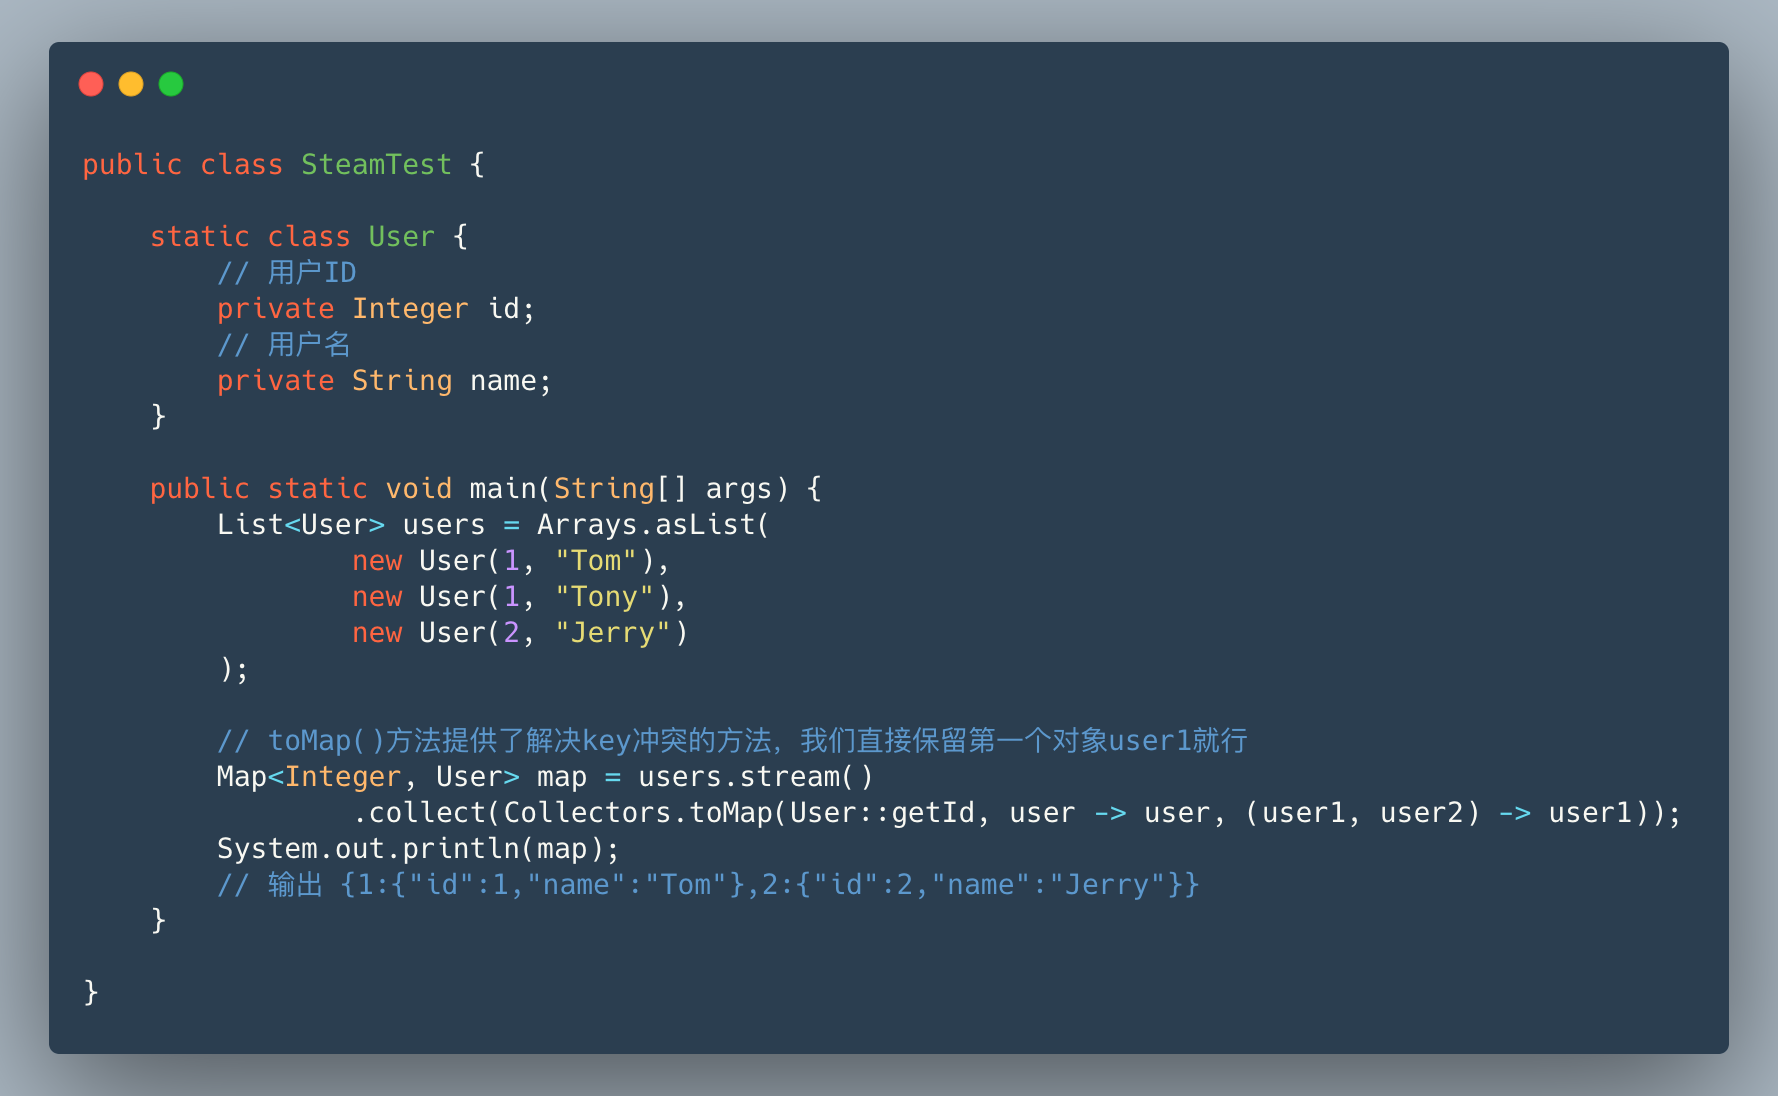 public class SteamTest {
static class User {
// 用户ID
private Integer id;
// 用户名
private String name;
}
public static void main(String[] args) {
List<User> users = Arrays.asList(
new User(1, "Tom"),
new User(1, "Tony"),
new User(2, "Jerry")
);
// toMap()方法提供了解决key冲突的方法，我们直接保留第一个对象user1就行
Map<Integer, User> map = users.stream()
.collect(Collectors.toMap(User::getId, user -> user, (user1, user2) -> user1));
System.out.println(map);
// 输出 {1:{"id":1,"name":"Tom"},2:{"id":2,"name":"Jerry"}}
}
}